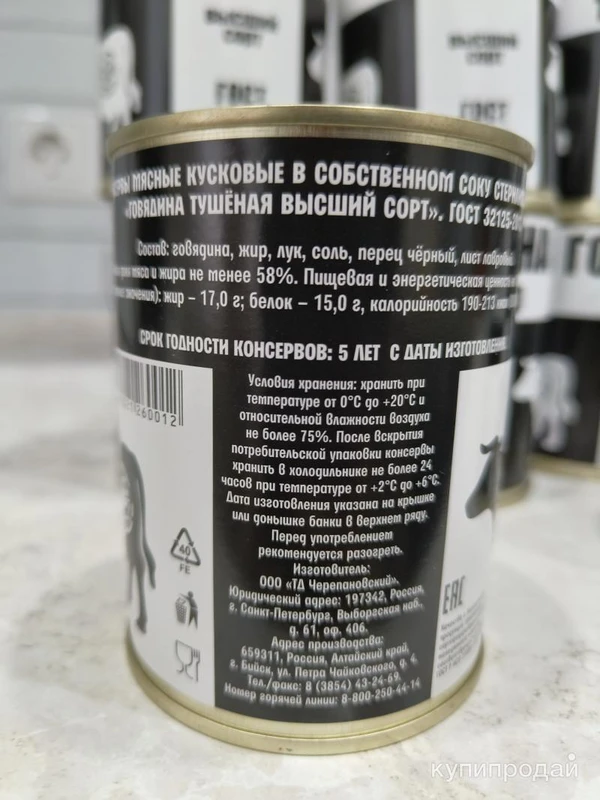 ВЫСШИЙ
СОРТ
ГОСТ
ГОСТ
МЯСНЫЕ КУСКОВЫЕ В СОБСТВЕННОМ СОКУ
«ГОВЯДИНА ТУШЁНАЯ ВЫСШИЙ СОРТ». ГОСТ 32125-
Состав: говядина, жир, лук, соль, перец чёрный, лист лавровый
мяса и жира не менее 58%. Пищевая и энергетическая ценность
значения): жир – 17,0 г; белок – 15,0 г, калорийность 190-213
СРОК ГОДНОСТИ КОНСЕРВОВ: 5 ЛЕТ С ДАТЫ ИЗГОТОВЛЕНИЯ.
260012
Условия хранения: хранить при
температуре от 0°С до +20°С и
относительной влажности воздуха
не более 75%. После вскрытия
потребительской упаковки консервы
хранить в холодильнике не более 24
часов при температуре от +2°С до +6°С.
Дата изготовления указана на крышке
или донышке банки в верхнем ряду.
Перед употреблением
рекомендуется разогреть.
Изготовитель:
ООО «ТД Черепановский».
Юридический адрес: 197342, Россия,
г. Санкт-Петербург, Выборгская наб,
д. 61, оф. 406.
Адрес производства:
659311, Россия, Алтайский край,
г. Бийск, ул. Петра Чайковского, д. 4,
Тел./факс: 8 (3854) 43-24-69.
Номер горячей линии: 8-800-250-44-14
40
FE
ЕАС
купипродай